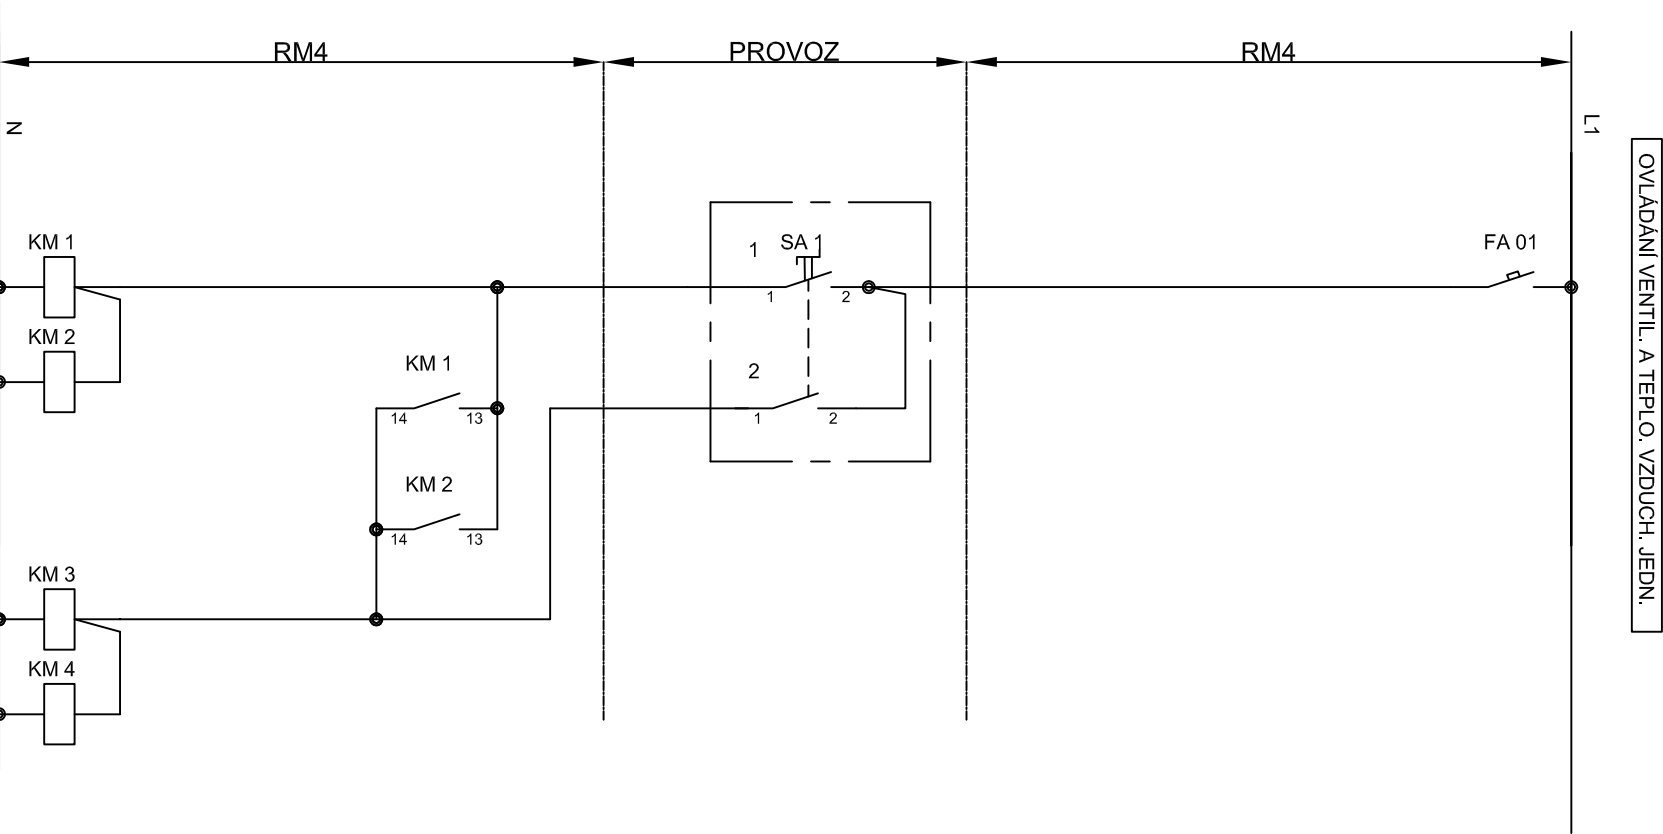 RM4
PROVOZ
RM4
N
L1
OVLÁDÁNÍ VENTIL. A TEPLO. VZDUCH. JEDN.
KM 1
1
SA 1
FA 01
1
2
KM 2
KM 1
2
14
13
1
2
KM 2
14
13
KM 3
KM 4